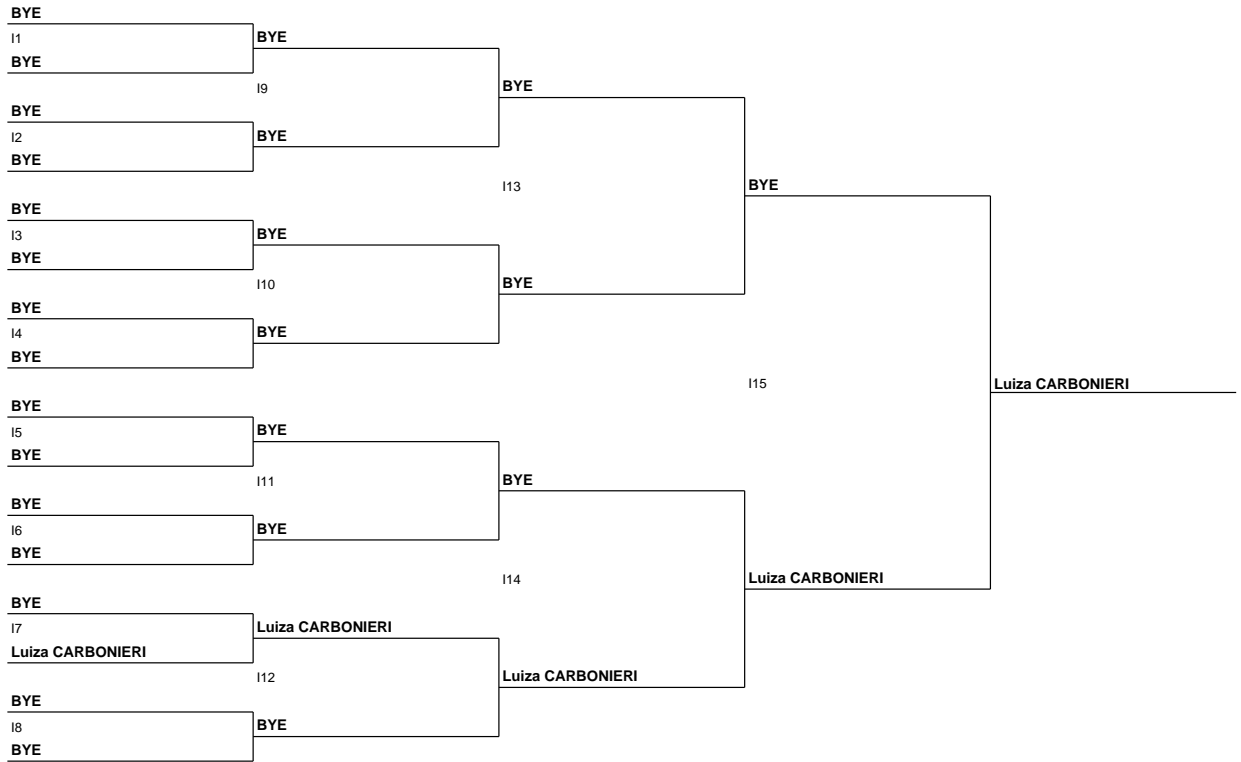 BYE
I1
BYE
BYE
I9
BYE
BYE
I2
BYE
BYE
I13
BYE
BYE
I3
BYE
BYE
I10
BYE
BYE
I4
BYE
BYE
I15
Luiza CARBONIERI
BYE
I5
BYE
BYE
I11
BYE
BYE
I6
BYE
BYE
I14
Luiza CARBONIERI
BYE
I7
Luiza CARBONIERI
Luiza CARBONIERI
I12
Luiza CARBONIERI
BYE
I8
BYE
BYE